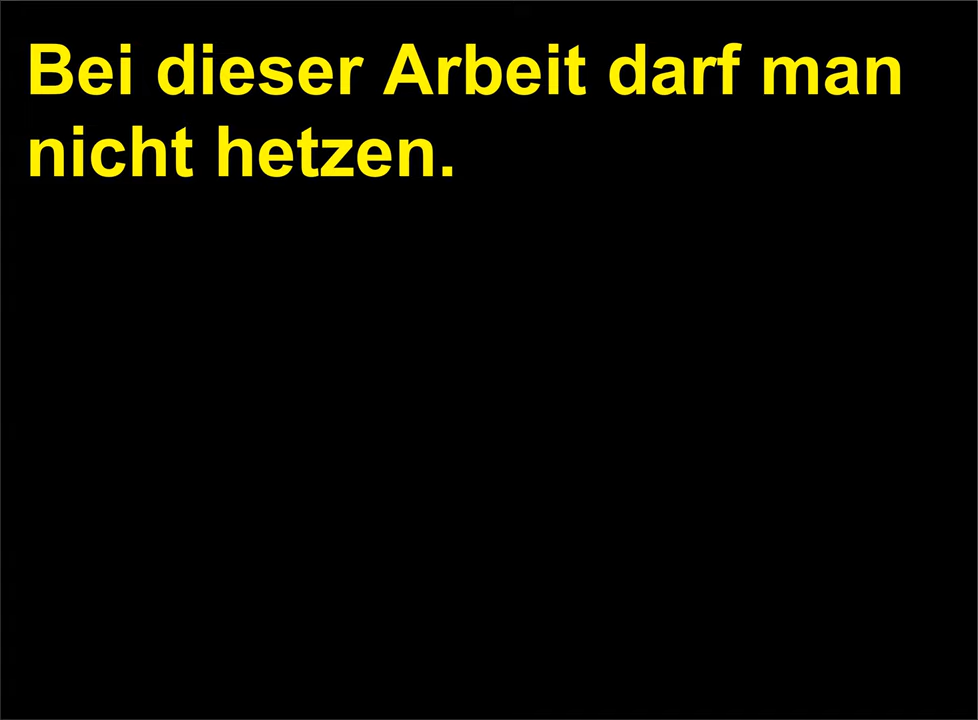 Bei dieser Arbeit darf man
nicht hetzen.